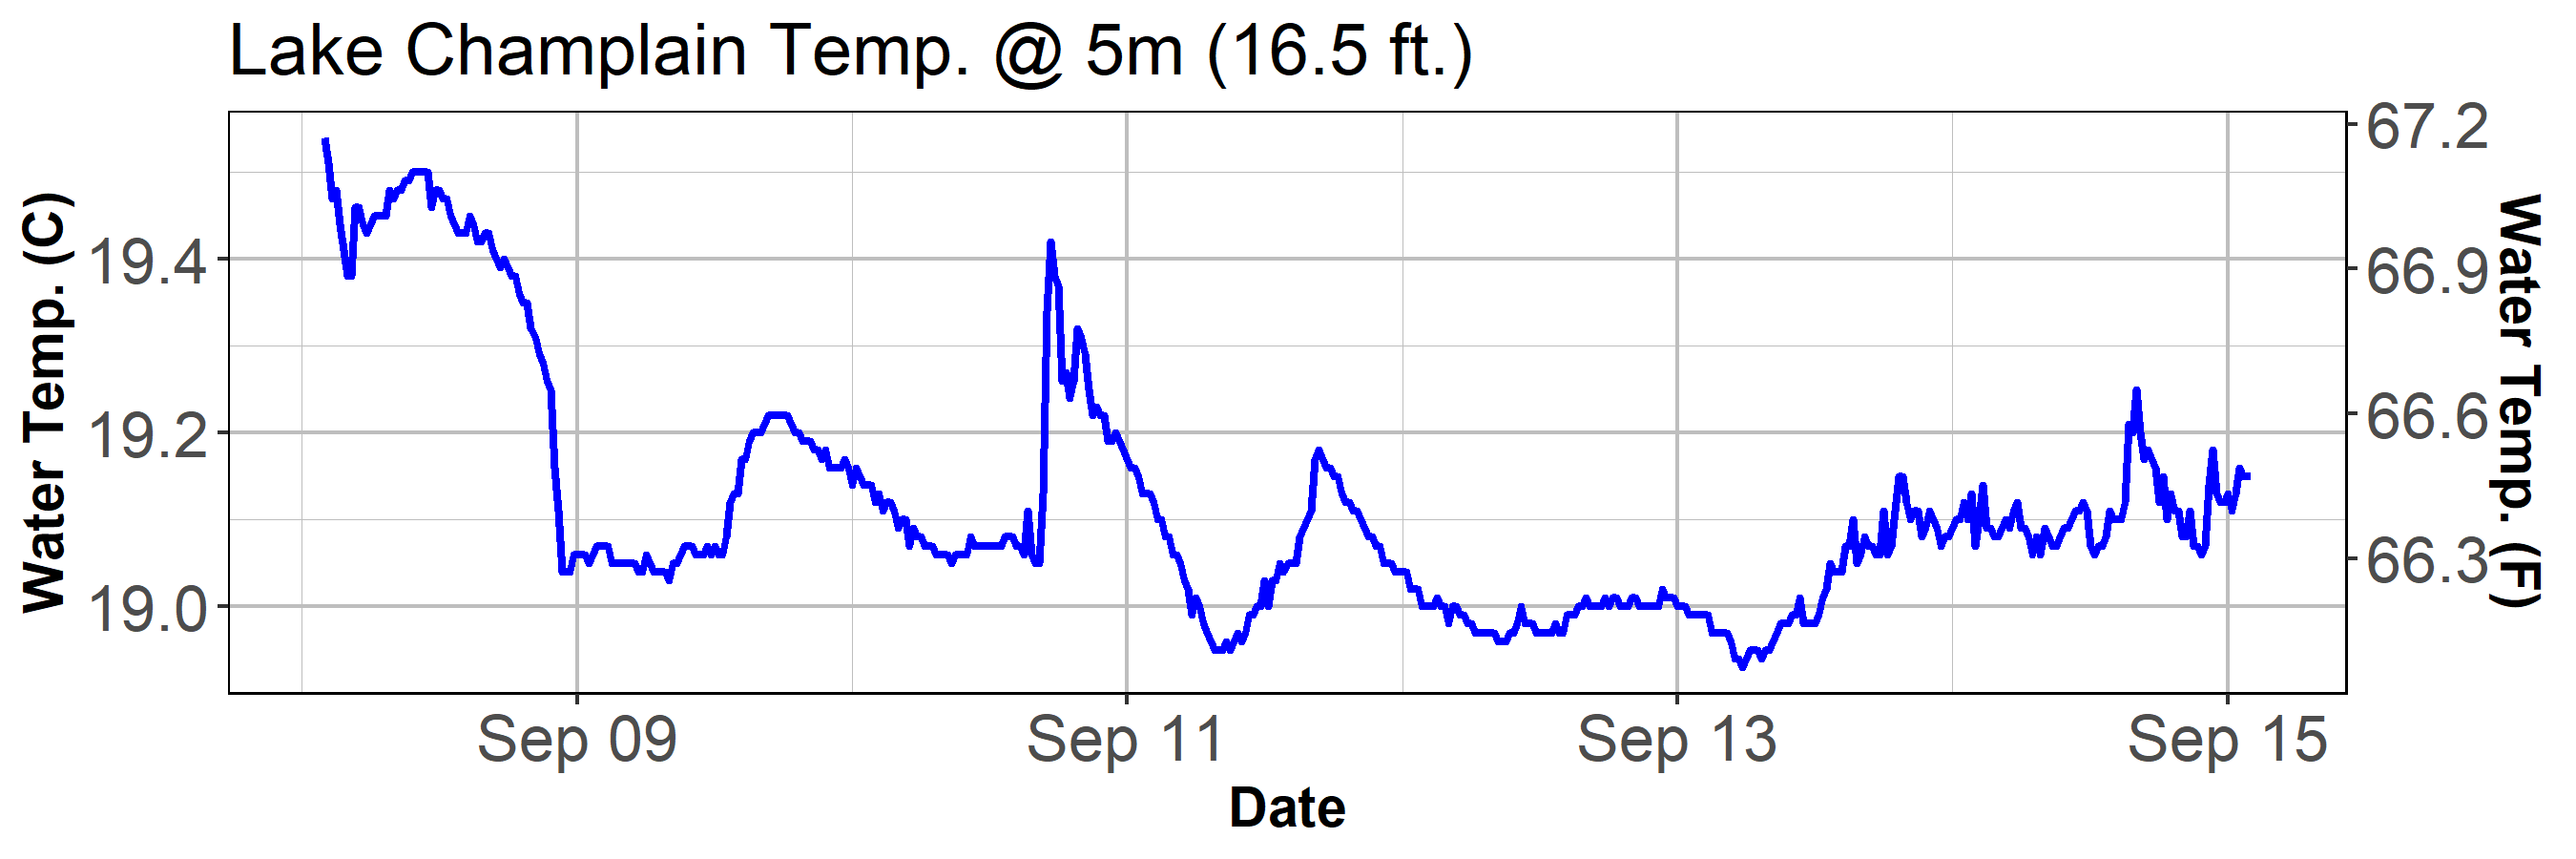 Lake Champlain Temp. @ 5m (16.5 ft.)
Water Temp. (C)
19.4
19.2
19.0
67.2
66.9
66.6
66.3
Water Temp. (F)
Sep 09
Sep 11
Sep 13
Sep 15
Date